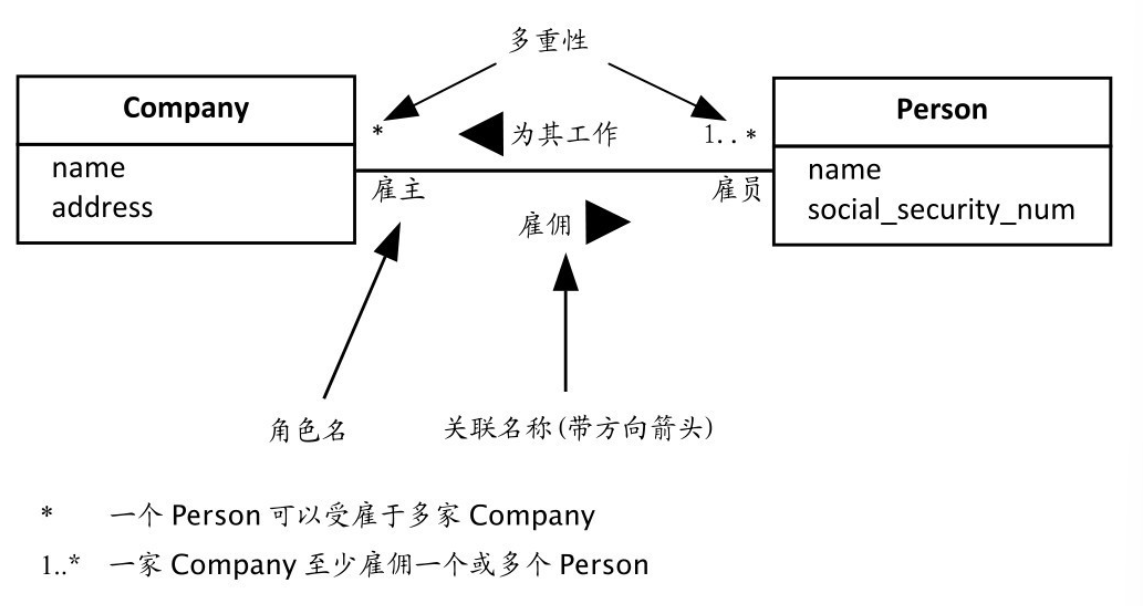 多重性
Company
Person
*
为其工作
1..*
name
address
name
social_security_num
雇主
雇员
雇佣
角色名
关联名称(带方向箭头)
* 一个 Person 可以受雇于多家 Company
1..* 一家 Company 至少雇佣一个或多个 Person